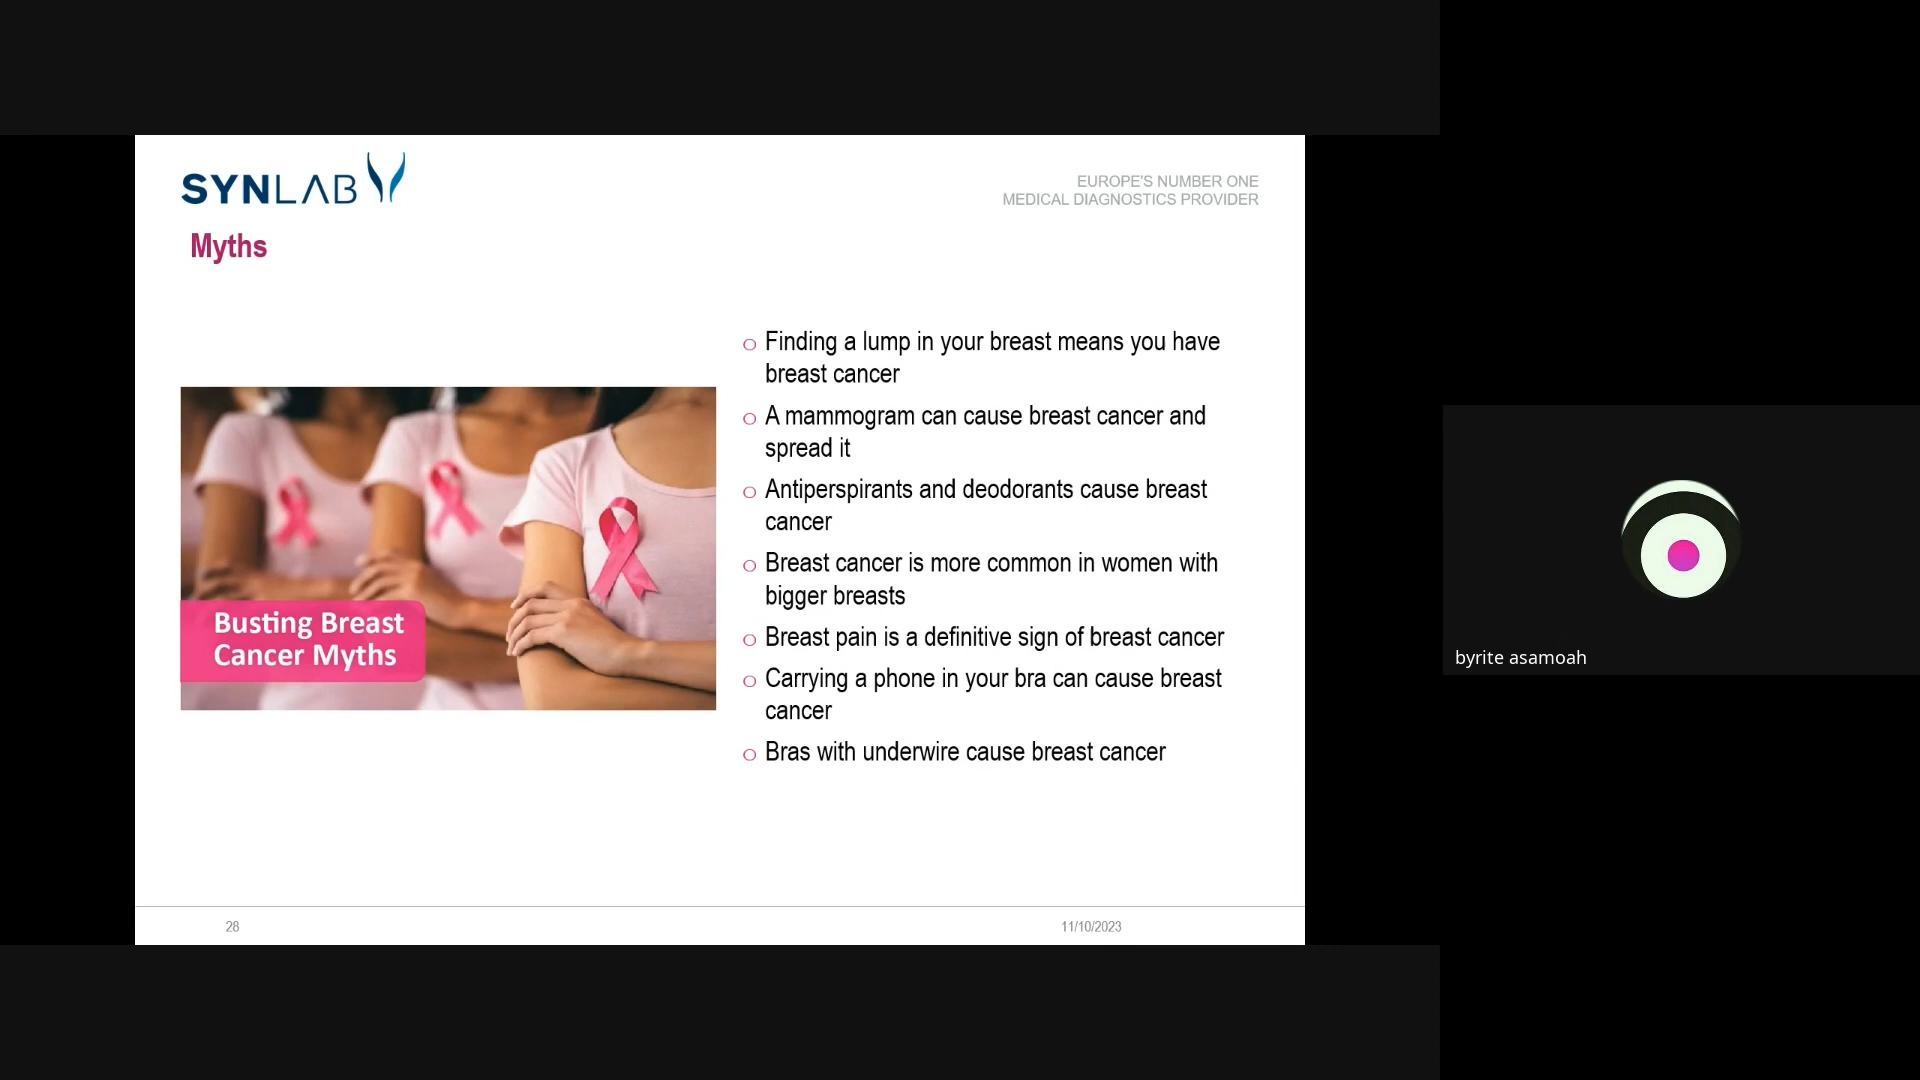 SYNLAB
EUROPE'S NUMBER ONE
MEDICAL DIAGNOSTICS PROVIDER
Myths
o Finding a lump in your breast means you have
breast cancer
o A mammogram can cause breast cancer and
spread it
o Antiperspirants and deodorants cause breast
cancer
o Breast cancer is more common in women with
bigger breasts
o Breast pain is a definitive sign of breast cancer
o Carrying a phone in your bra can cause breast
cancer
o Bras with underwire cause breast cancer
Busting Breast
Cancer Myths
28
11/10/2023
byrite asamoah